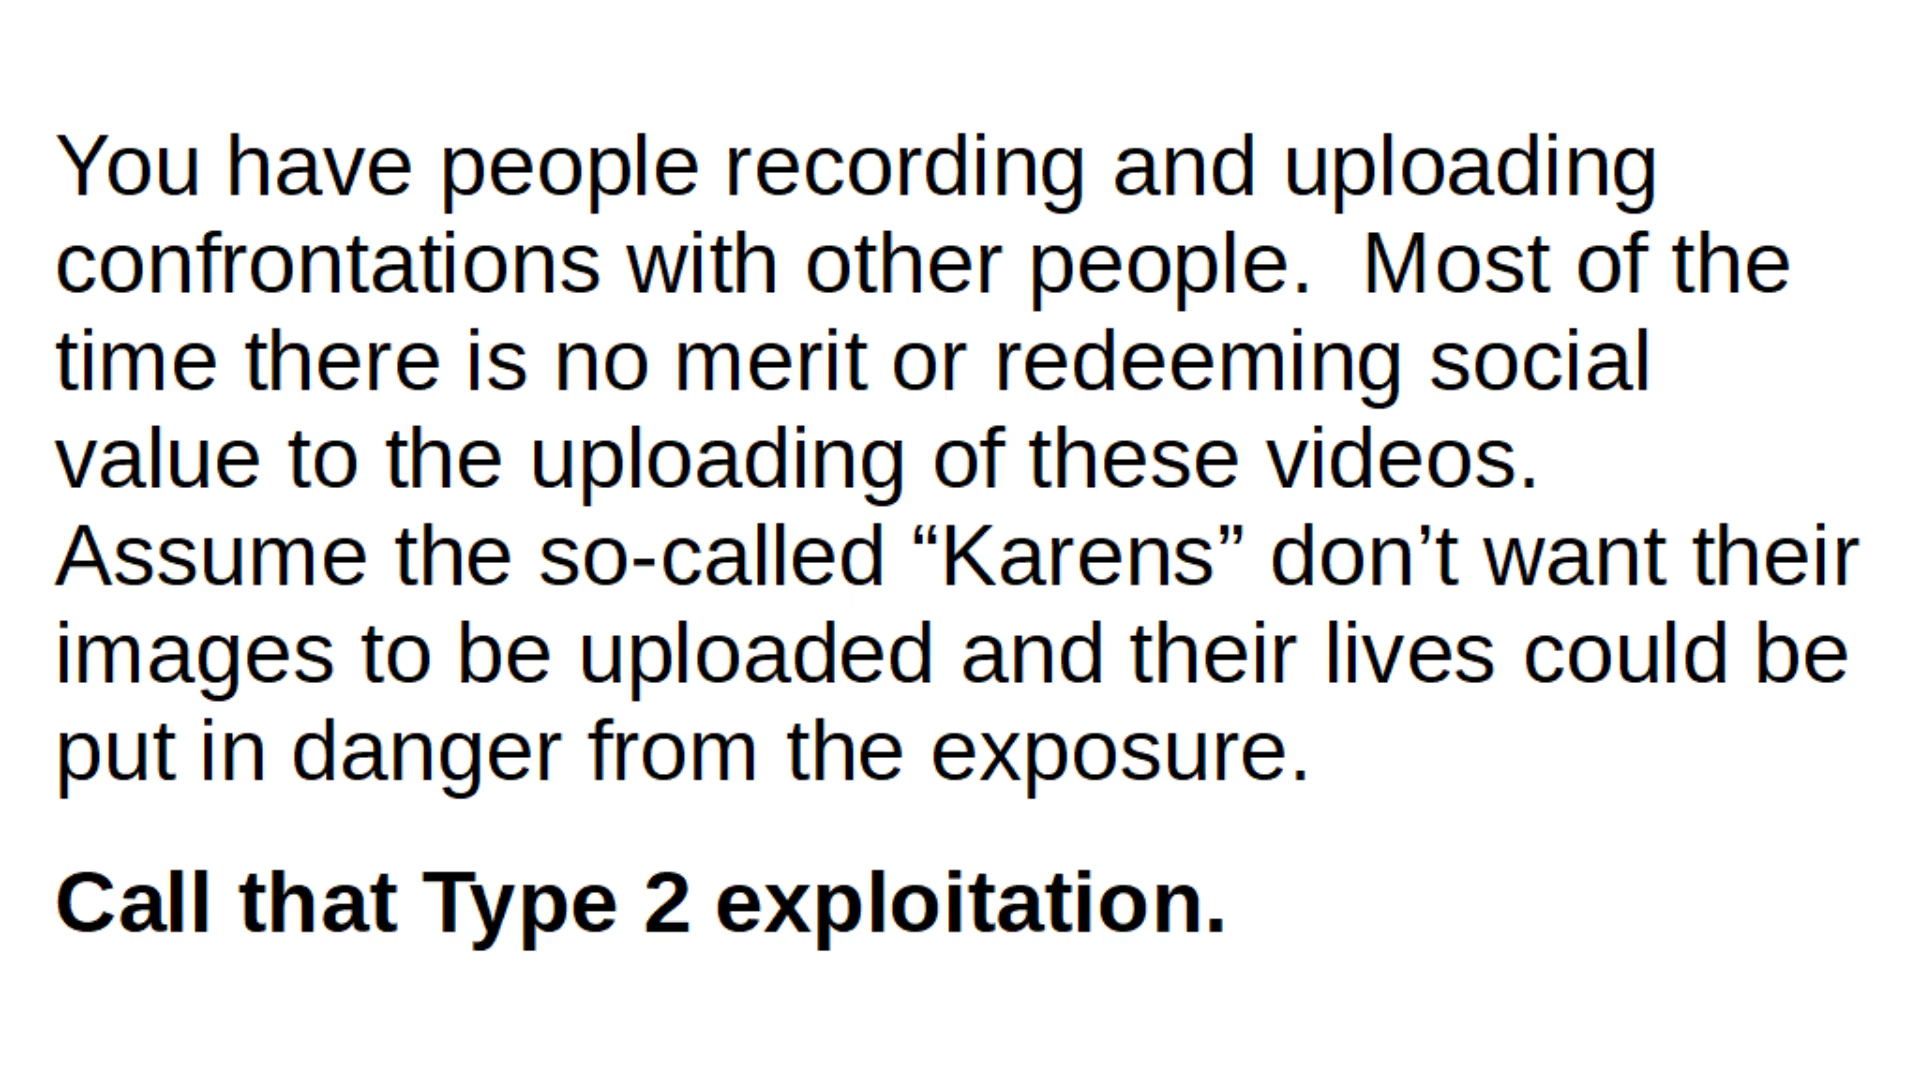 You have people recording and uploading
confrontations with other people.  Most of the
time there is no merit or redeeming social
value to the uploading of these videos.
Assume the so-called “Karens” don’t want their
images to be uploaded and their lives could be
put in danger from the exposure.
Call that Type 2 exploitation.